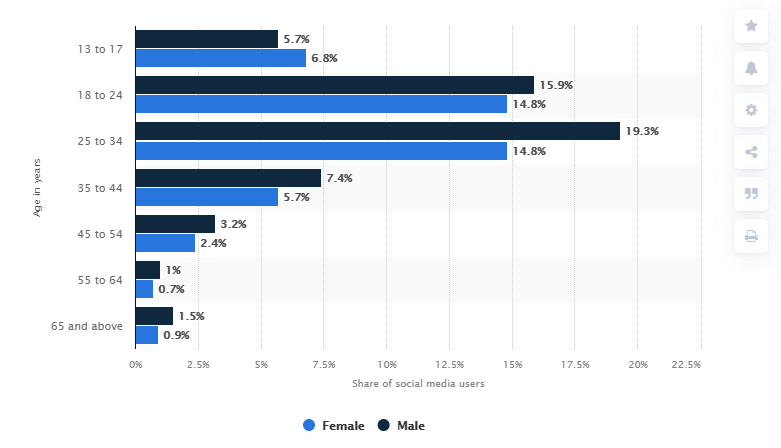 Age in years
13 to 17
5.7%
6.8%
18 to 24
15.9%
14.8%
25 to 34
19.3%
14.8%
35 to 44
7.4%
5.7%
45 to 54
3.2%
2.4%
55 to 64
1%
0.7%
65 and above
1.5%
0.9%
0% 2.5% 5% 7.5% 10% 12.5% 15% 17.5% 20% 22.5%
Share of social media users
Female Male